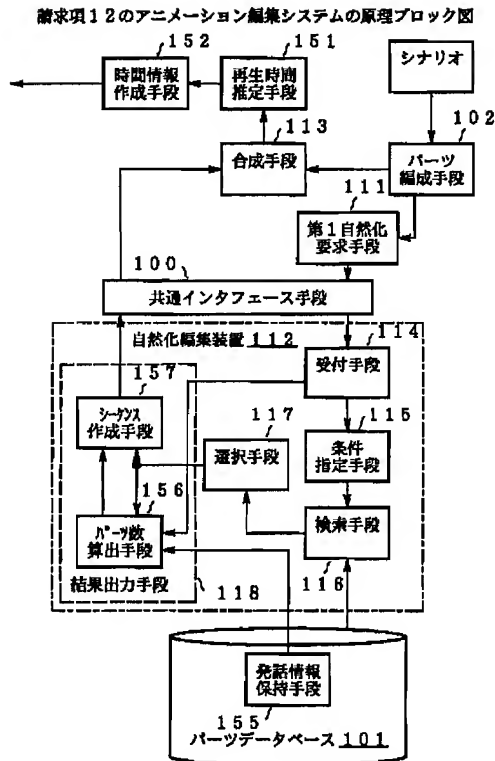 請求項12のアニメーション編集システムの原理ブロック図
152
151
時間情報
作成手段
再生時間
推定手段
シナリオ
113
102
合成手段
パーツ
編成手段
111
第1自然化
要求手段
100
共通インタフェース手段
自然化編集装置 112
114
受付手段
157
シーケンス
作成手段
117
115
選択手段
条件
指定手段
156
パーツ数
算出手段
検索手段
結果出力手段
118
116
発話情報
保持手段
155
パーツデータベース 101